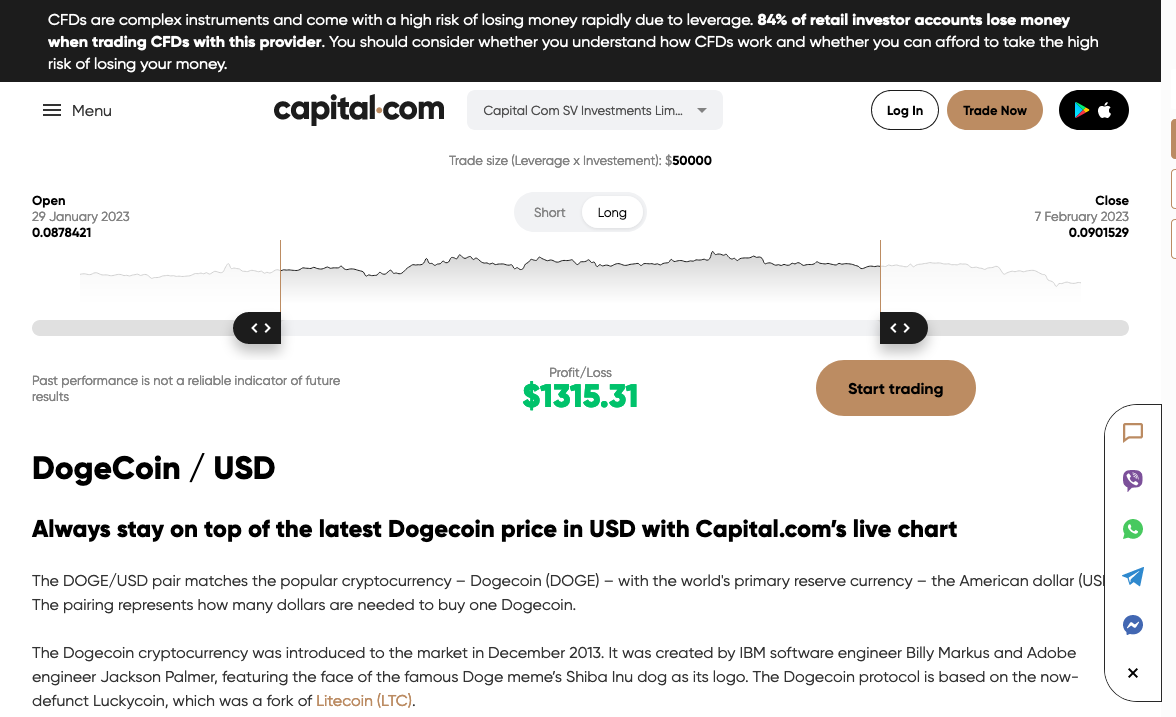 CFDs are complex instruments and come with a high risk of losing money rapidly due to leverage. 84% of retail investor accounts lose money
when trading CFDs with this provider. You should consider whether you understand how CFDs work and whether you can afford to take the high
risk of losing your money.
Menu
capital.com
Capital Com SV Investments Lim...
Log In
Trade Now
Trade size (Leverage x Investement): $50000
Open
29 January 2023
0.0878421
Short
Long
Close
7 February 2023
0.0901529
Past performance is not a reliable indicator of future
results
Profit/Loss
$1315.31
Start trading
DogeCoin / USD
Always stay on top of the latest Dogecoin price in USD with Capital.com’s live chart
The DOGE/USD pair matches the popular cryptocurrency – Dogecoin (DOGE) – with the world's primary reserve currency – the American dollar
The pairing represents how many dollars are needed to buy one Dogecoin.
The Dogecoin cryptocurrency was introduced to the market in December 2013. It was created by IBM software engineer Billy Markus and Adobe
engineer Jackson Palmer, featuring the face of the famous Doge meme’s Shiba Inu dog as its logo. The Dogecoin protocol is based on the now-
defunct Luckycoin, which was a fork of Litecoin (LTC).